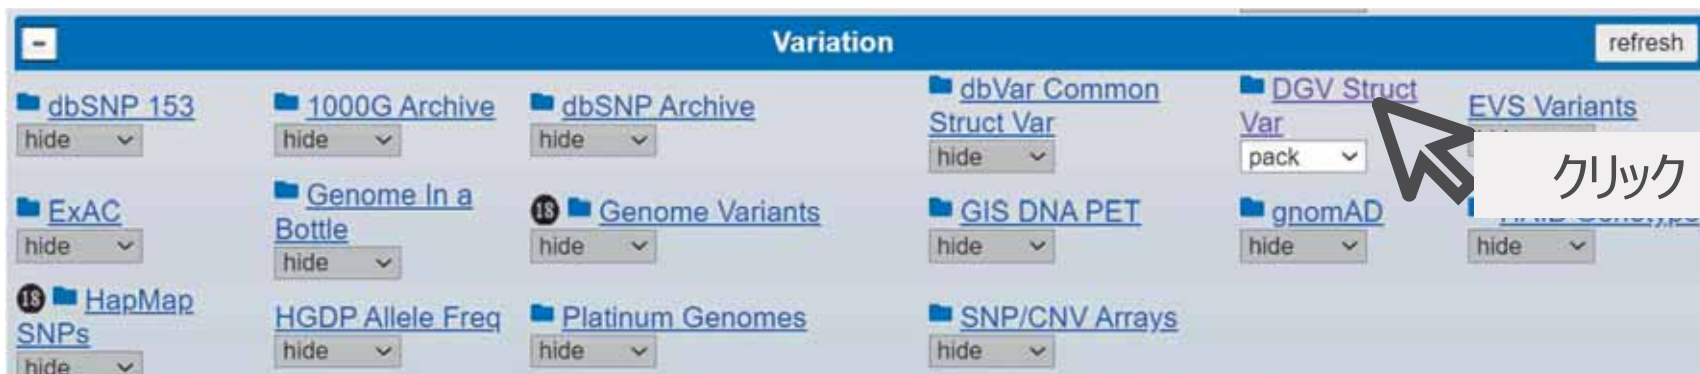 - Variation refresh
dbSNP 153 1000G Archive dbSNP Archive dbVar Common DGV Struct EVS Variants
Struct Var Var
hide hide hide hide pack
クリック
ExAC Genome In a 18 Genome Variants GIS DNA PET gnomAD
Bottle
hide hide hide hide hide hide
18 HapMap HGDP Allele Freq Platinum Genomes SNP/CNV Arrays
SNPs
hide hide hide hide